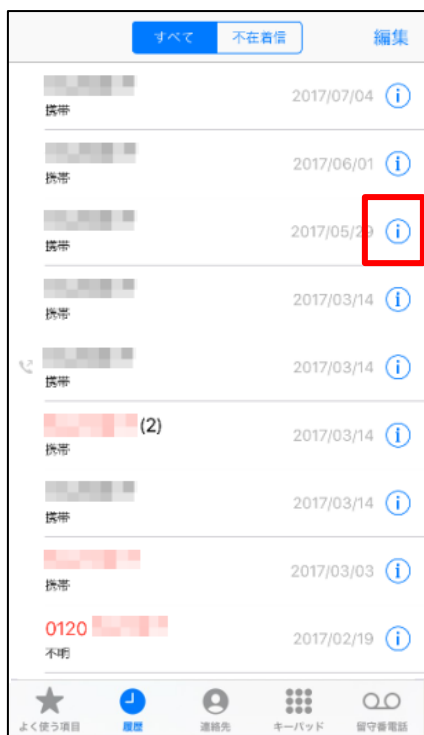 すべて 不在着信 編集
2017/07/04
携帯
2017/06/01
携帯
2017/05/29
携帯
2017/03/14
携帯
2017/03/14
携帯
(2) 2017/03/14
携帯
2017/03/14
携帯
2017/03/03
携帯
0120 2017/02/19
不明
よく使う項目 履歴 連絡先 キーパッド 留守番電話